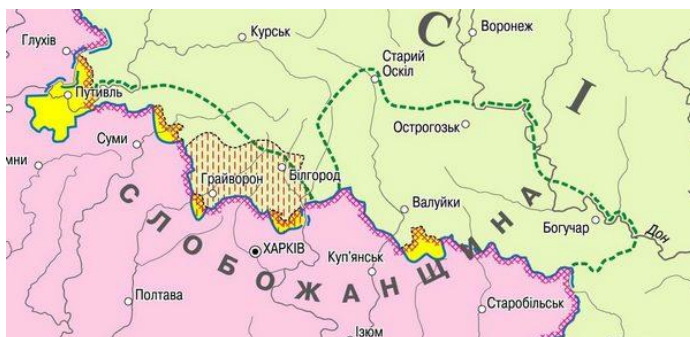 Глухів
Курськ
С
Воронеж
Старий
Оскіл
І
Путивль
Острогозьк
Суми
мни
Грайворон
Білгород
Валуйки
Богучар
Дон
ХАРКІВ
Куп'янськ
СЛОБОЖАНЩИНА
Полтава
Старобільськ
Ізюм